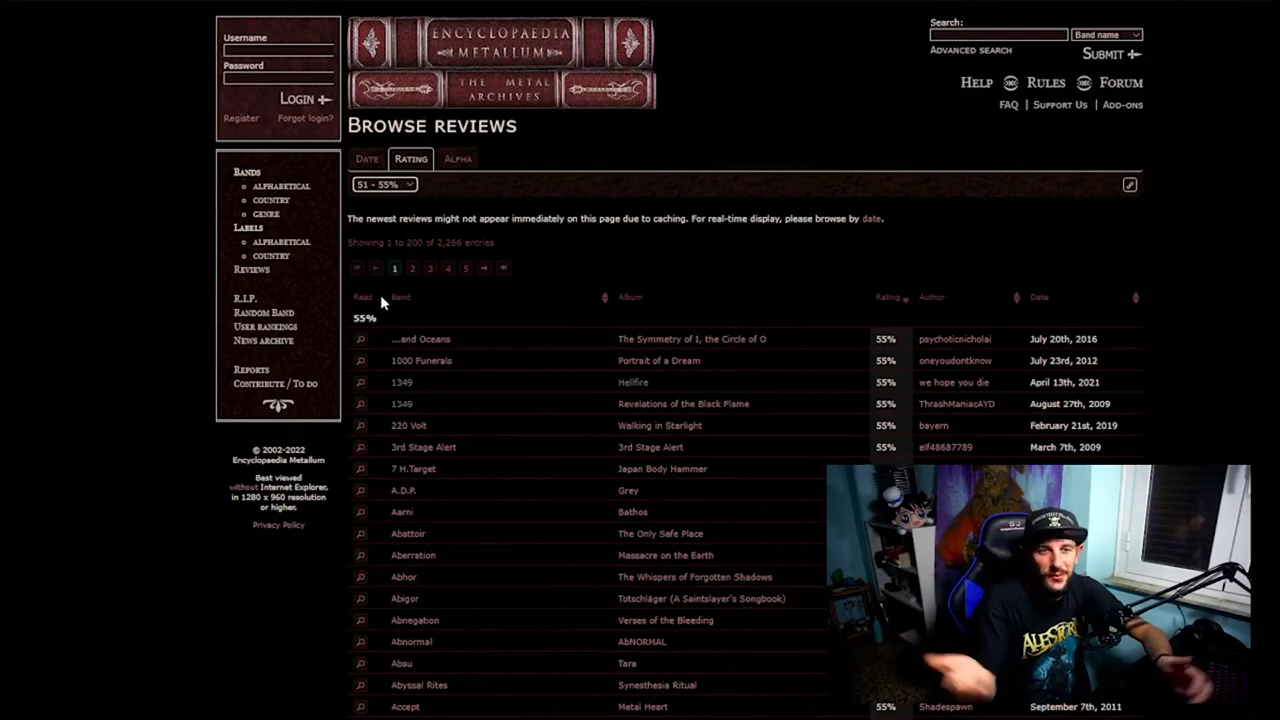 Username
Password
LOGIN
Register Forgot login?
ENCYCLOPAEDIA
METALLUM
THE METAL
ARCHIVES
Search:
Band name
ADVANCED SEARCH
SUBMIT
HELP RULES FORUM
FAQ | SUPPORT US | ADD-ONS
BROWSE REVIEWS
DATE RATING ALPHA
51 - 55%
The newest reviews might not appear immediately on this page due to caching. For real-time display, please browse by date.
Showing 1 to 200 of 2,266 entries
1 2 3 4 5
BANDS
ALPHABETICAL
COUNTRY
GENRE
LABELS
ALPHABETICAL
COUNTRY
REVIEWS
R.I.P.
RANDOM BAND
USER RANKINGS
NEWS ARCHIVE
REPORTS
CONTRIBUTE / TO DO
© 2002-2022
Encyclopaedia Metallum
Best viewed
without Internet Explorer,
in 1280 x 960 resolution
or higher.
Privacy Policy
Read Band Album Rating Author Date
55%
...and Oceans The Symmetry of I, the Circle of O 55% psychoticnicholai July 20th, 2016
1000 Funerals Portrait of a Dream 55% oneyoudontknow July 23rd, 2012
1349 Hellfire 55% we hope you die April 13th, 2021
1349 Revelations of the Black Flame 55% ThrashManiacAYD August 27th, 2009
220 Volt Walking in Starlight 55% bayern February 21st, 2019
3rd Stage Alert 3rd Stage Alert 55% elf48687789 March 7th, 2009
7 H.Target Japan Body Hammer
A.D.P. Grey
Aarni Bathos
Abattoir The Only Safe Place
Aberration Massacre on the Earth
Abhor The Whispers of Forgotten Shadows
Abigor Totschläger (A Saintslayer's Songbook)
Abnegation Verses of the Bleeding
Abnormal AbNORMAL
Absu Tara
Abyssal Rites Synesthesia Ritual
Accept Metal Heart 55% Shadespawn September 7th, 2011